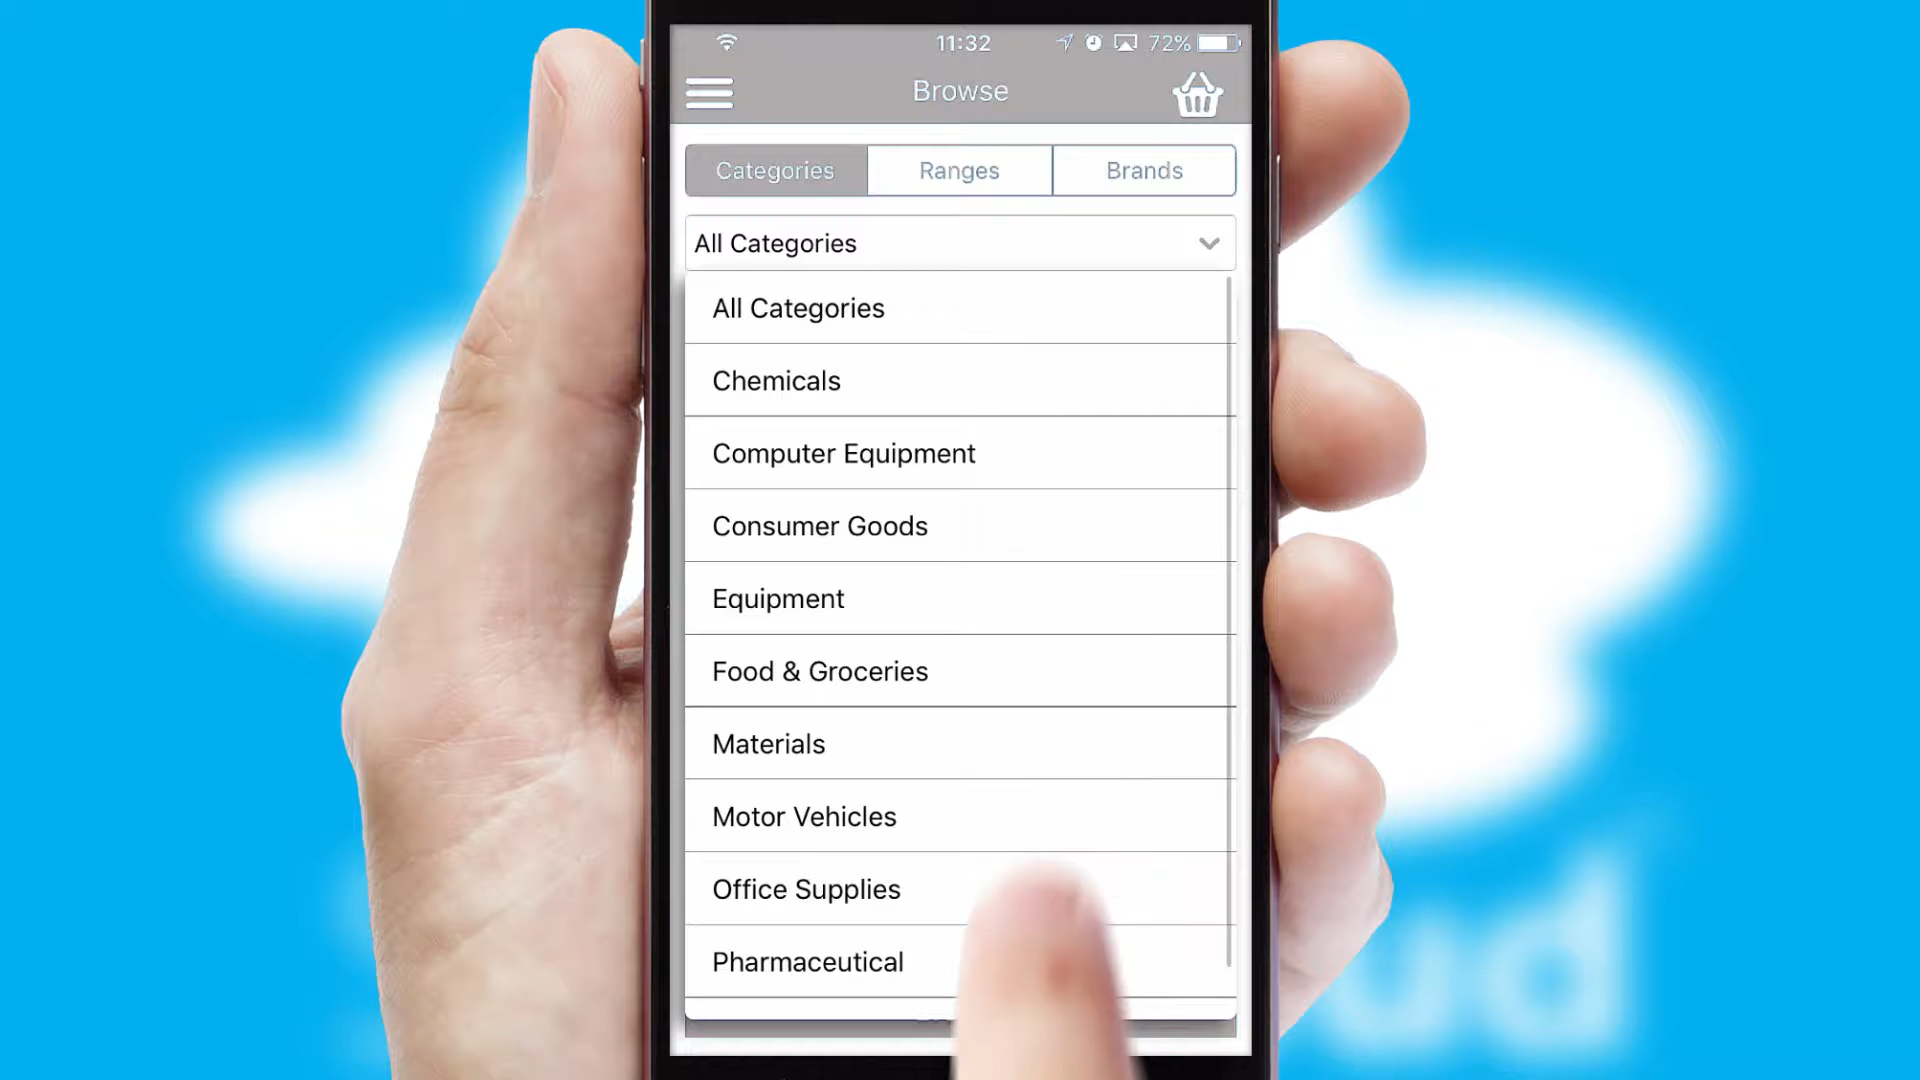 11:32
72%
Browse
Categories
Ranges
Brands
All Categories
All Categories
Chemicals
Computer Equipment
Consumer Goods
Equipment
Food & Groceries
Materials
Motor Vehicles
Office Supplies
Pharmaceutical